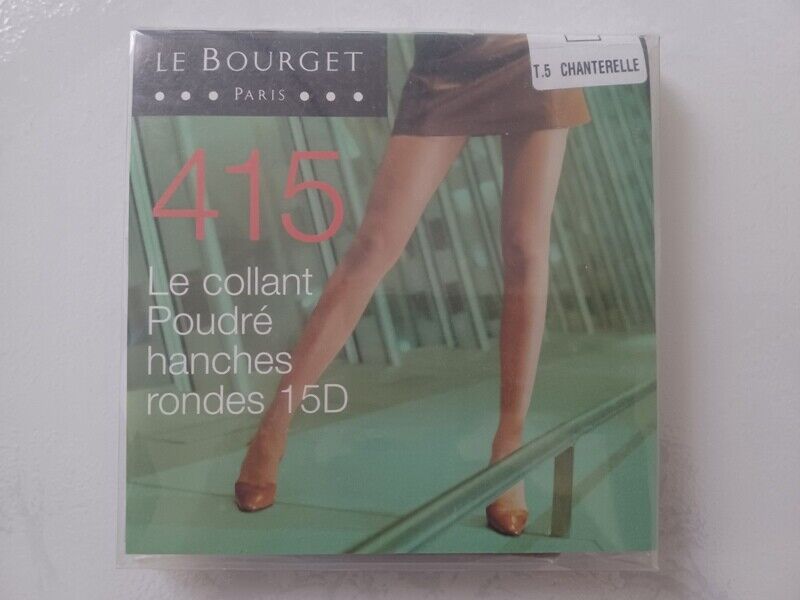 LE BOURGET
• • • PARIS • • •
T.5 CHANTERELLE
415
Le collant
Poudré
hanches
rondes 15D